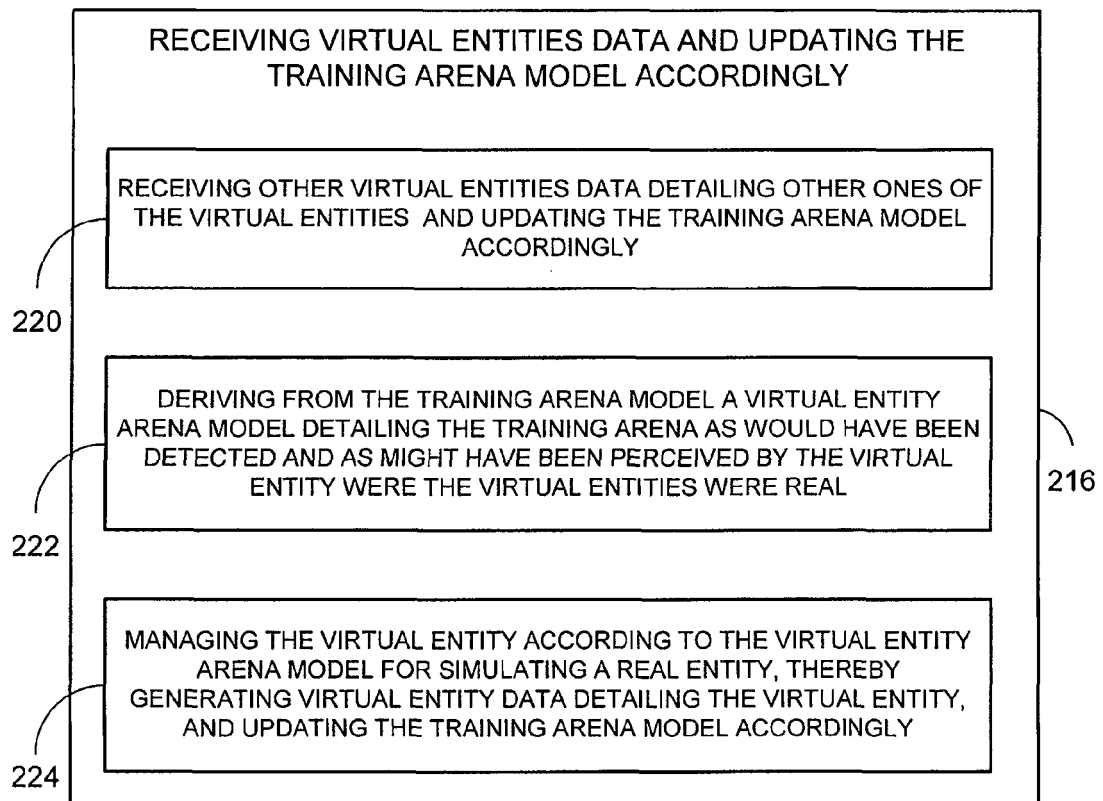 RECEIVING VIRTUAL ENTITIES DATA AND UPDATING THE
TRAINING ARENA MODEL ACCORDINGLY
RECEIVING OTHER VIRTUAL ENTITIES DATA DETAILING OTHER ONES OF
THE VIRTUAL ENTITIES AND UPDATING THE TRAINING ARENA MODEL
ACCORDINGLY
220
DERIVING FROM THE TRAINING ARENA MODEL A VIRTUAL ENTITY
ARENA MODEL DETAILING THE TRAINING ARENA AS WOULD HAVE BEEN
DETECTED AND AS MIGHT HAVE BEEN PERCEIVED BY THE VIRTUAL
ENTITY WERE THE VIRTUAL ENTITIES WERE REAL
216
222
MANAGING THE VIRTUAL ENTITY ACCORDING TO THE VIRTUAL ENTITY
ARENA MODEL FOR SIMULATING A REAL ENTITY, THEREBY
GENERATING VIRTUAL ENTITY DATA DETAILING THE VIRTUAL ENTITY,
AND UPDATING THE TRAINING ARENA MODEL ACCORDINGLY
224